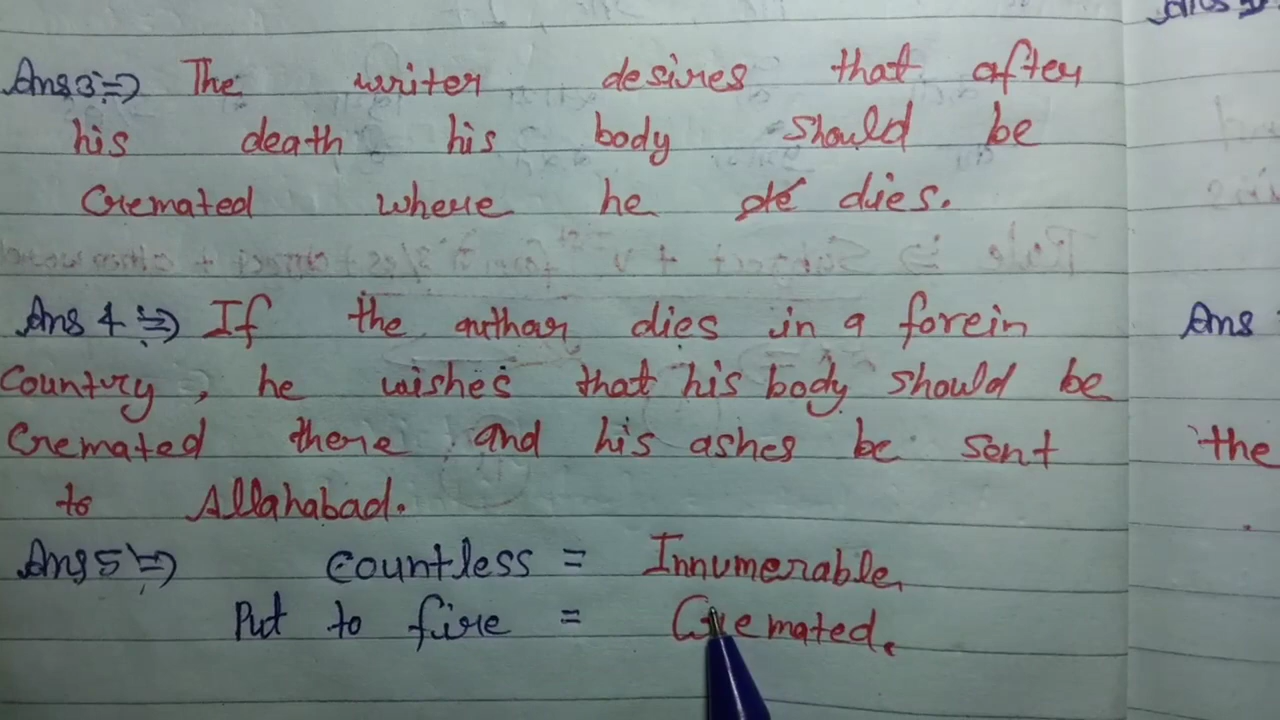 Ans 3 ⇒ The writer desires that after
his death his body should be
Cremated where he dies.
Ans 4 ⇒ If the author dies in a forein
Country, he wishes that his body should be
Cremated there and his ashes be sent
to Allahabad.
Ans 5 ⇒ Countless = Innumerable,
Put to fire = Cremated.
Ans
the